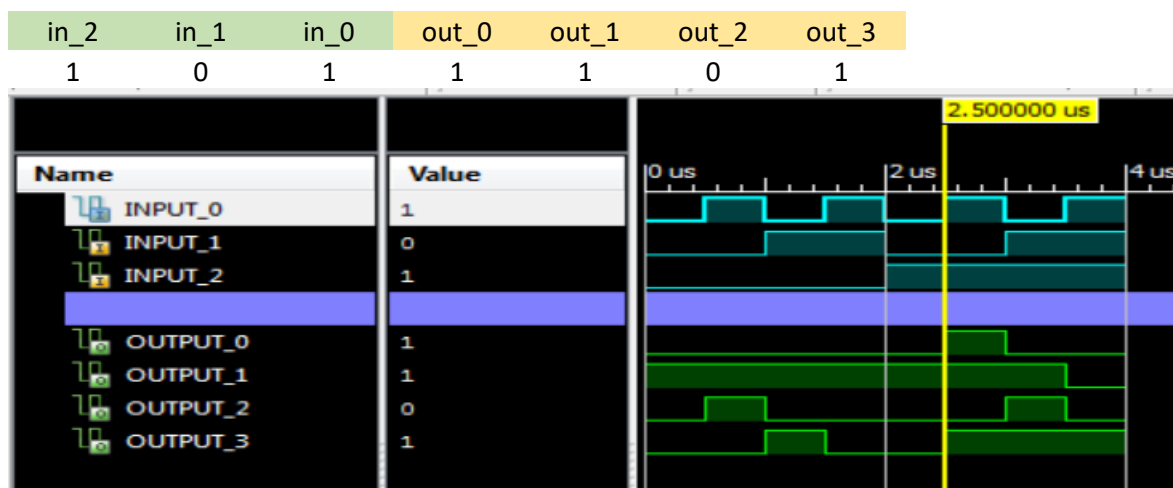 in_2 in_1 in_0 out_0 out_1 out_2 out_3
1 0 1 1 1 0 1
2.500000 us
Name Value 0 us 2 us 4 us
INPUT_0 1
INPUT_1 0
INPUT_2 1
OUTPUT_0 1
OUTPUT_1 1
OUTPUT_2 0
OUTPUT_3 1